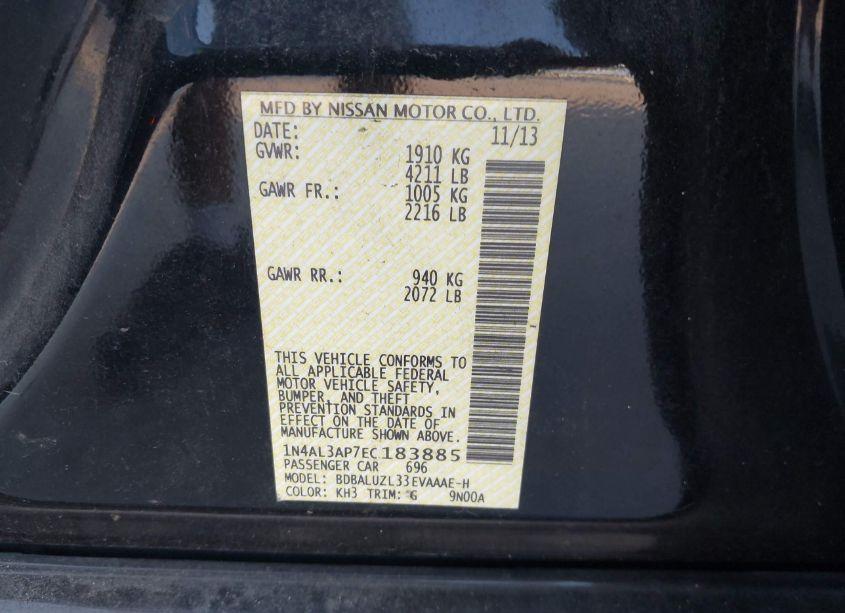 MFD BY NISSAN MOTOR CO., LTD.
DATE: 11/13
GVWR: 1910 KG
4211 LB
GAWR FR.: 1005 KG
2216 LB
GAWR RR.: 940 KG
2072 LB
THIS VEHICLE CONFORMS TO
ALL APPLICABLE FEDERAL
MOTOR VEHICLE SAFETY,
BUMPER, AND THEFT
PREVENTION STANDARDS IN
EFFECT ON THE DATE OF
MANUFACTURE SHOWN ABOVE.
1N4AL3AP7EC183885
PASSENGER CAR 696
MODEL: BDBALUZL33EVAAAE-H
COLOR: KH3 TRIM: G 9N00A